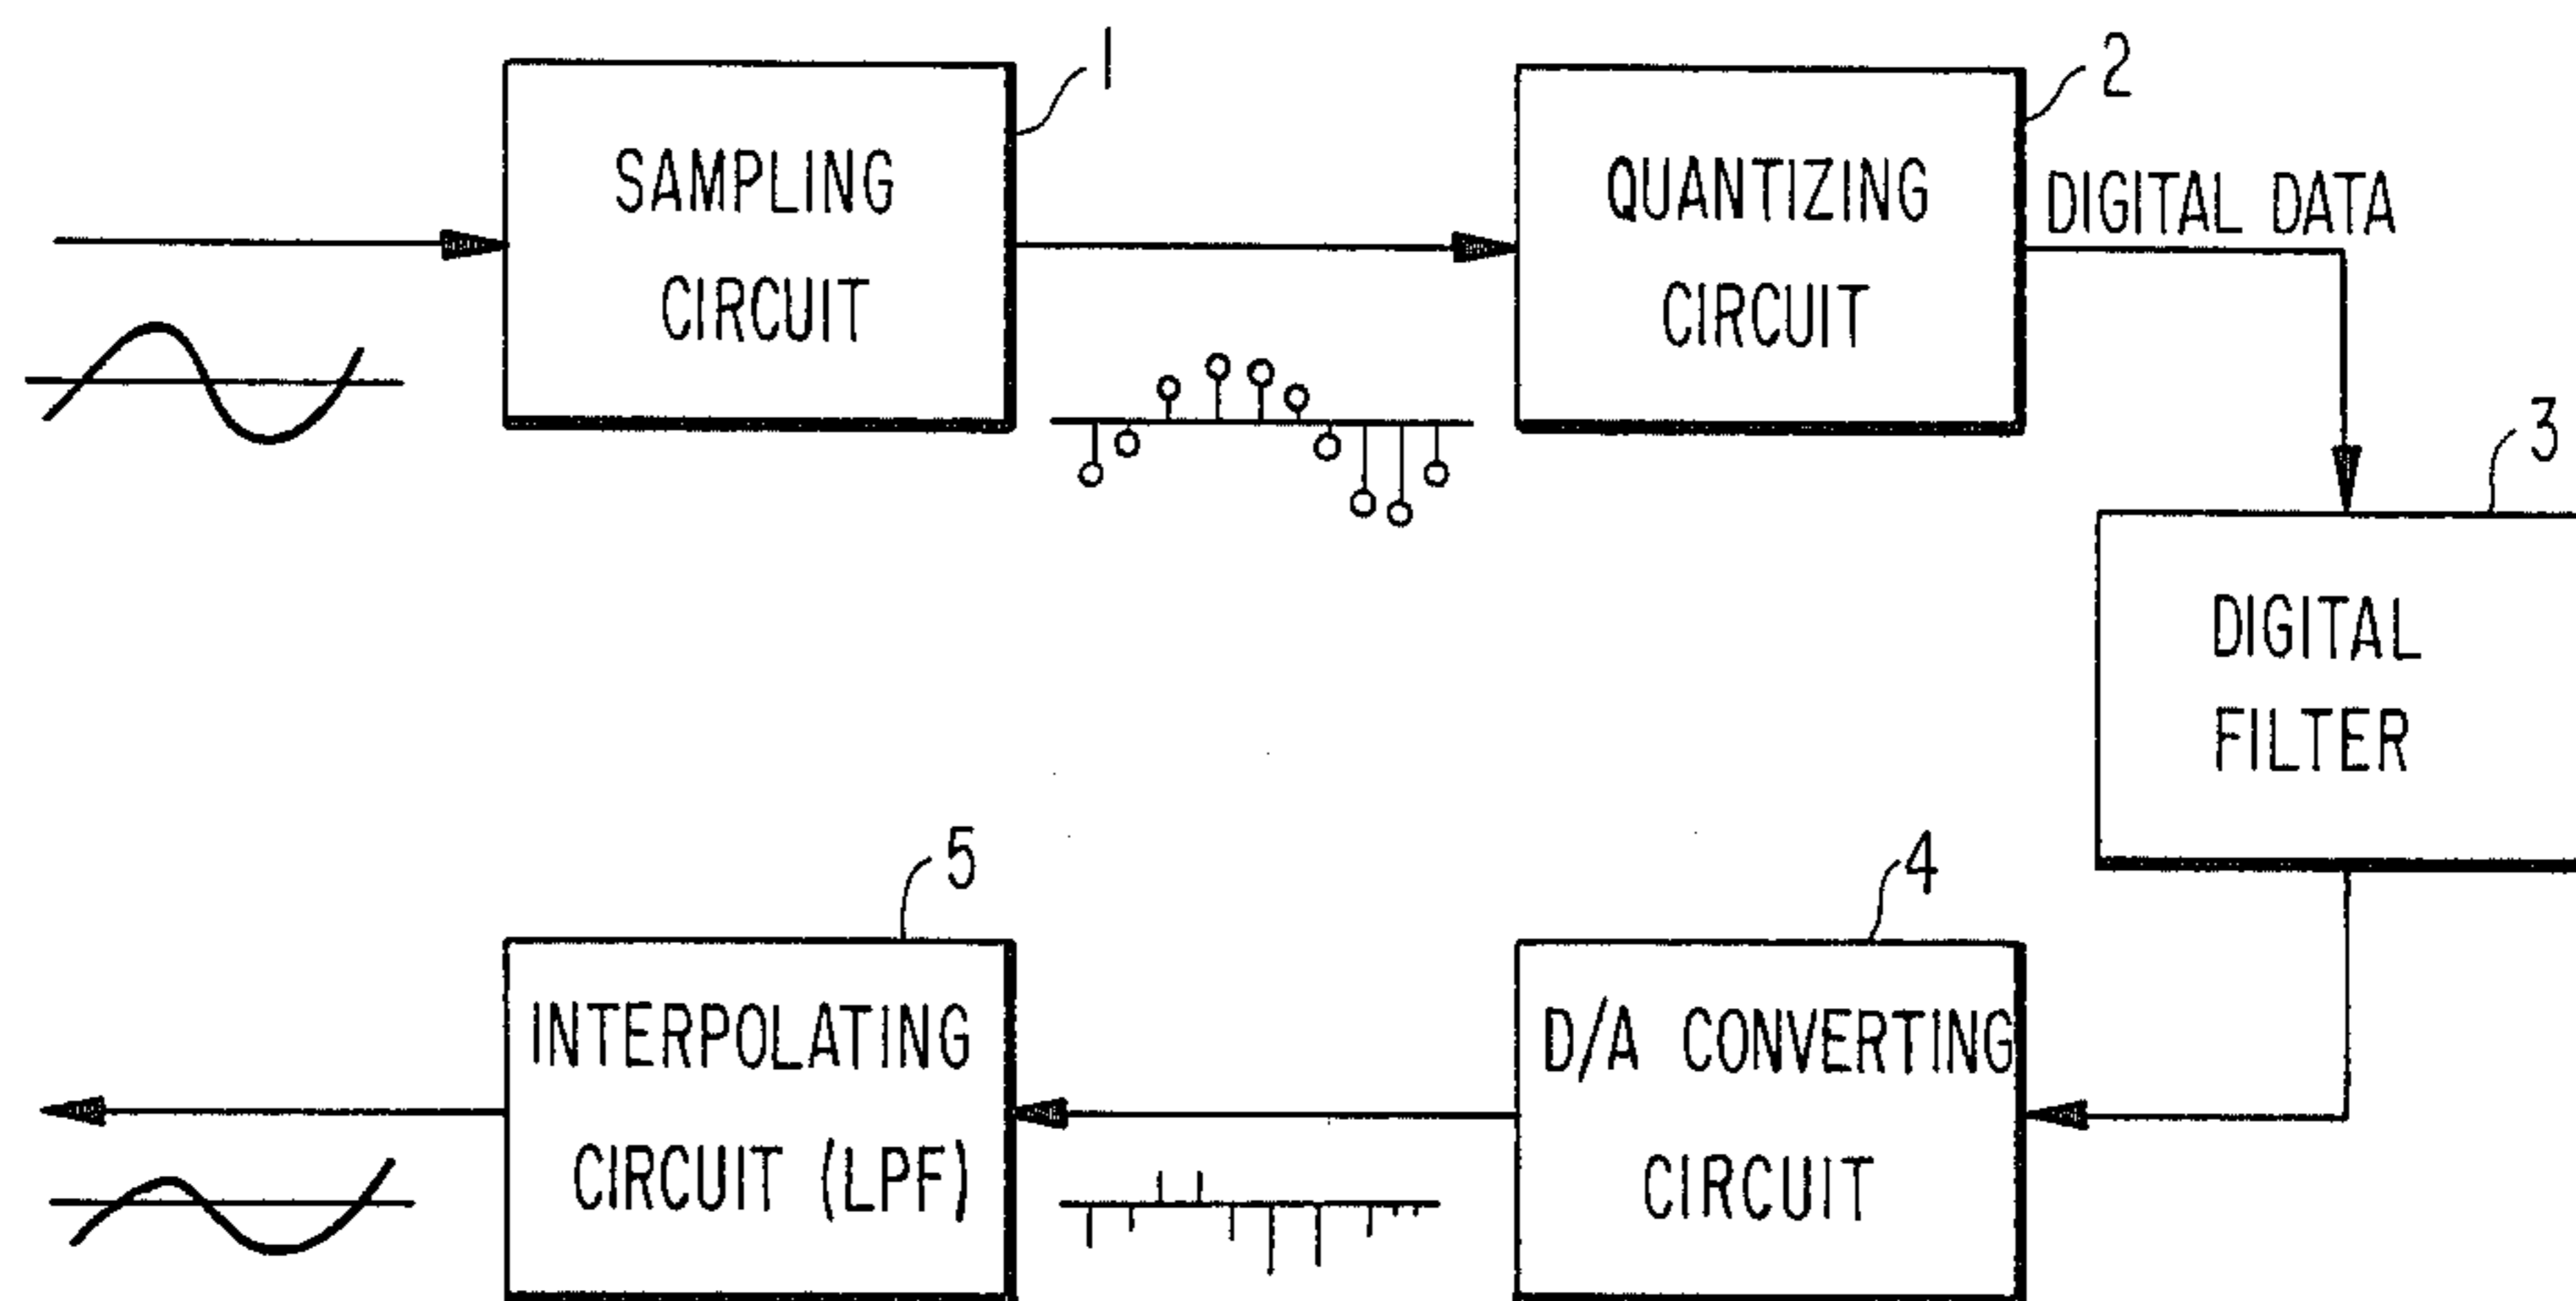 1
SAMPLING
CIRCUIT
2
QUANTIZING
CIRCUIT
DIGITAL DATA
3
DIGITAL
FILTER
4
D/A CONVERTING
CIRCUIT
5
INTERPOLATING
CIRCUIT (LPF)